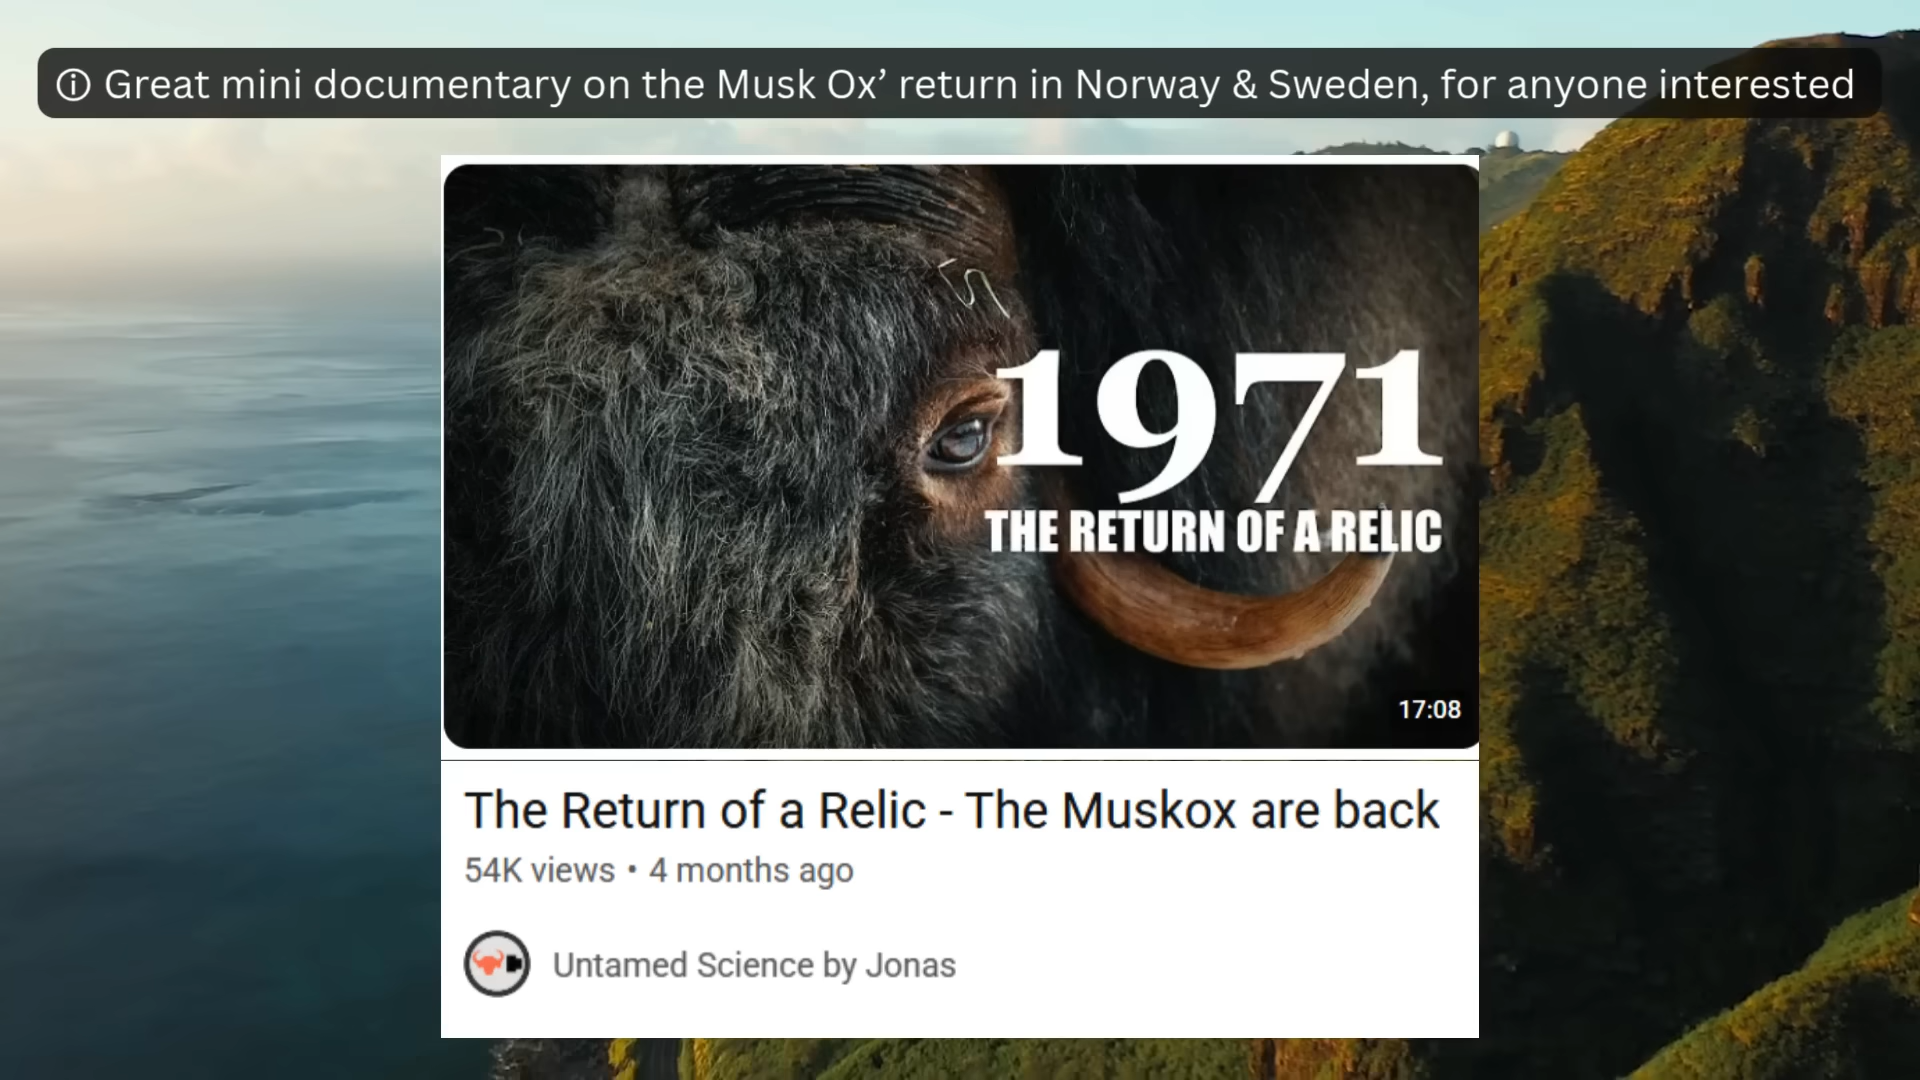 ⓘ Great mini documentary on the Musk Ox’ return in Norway & Sweden, for anyone interested
1971
THE RETURN OF A RELIC
17:08
The Return of a Relic - The Muskox are back
54K views • 4 months ago
Untamed Science by Jonas